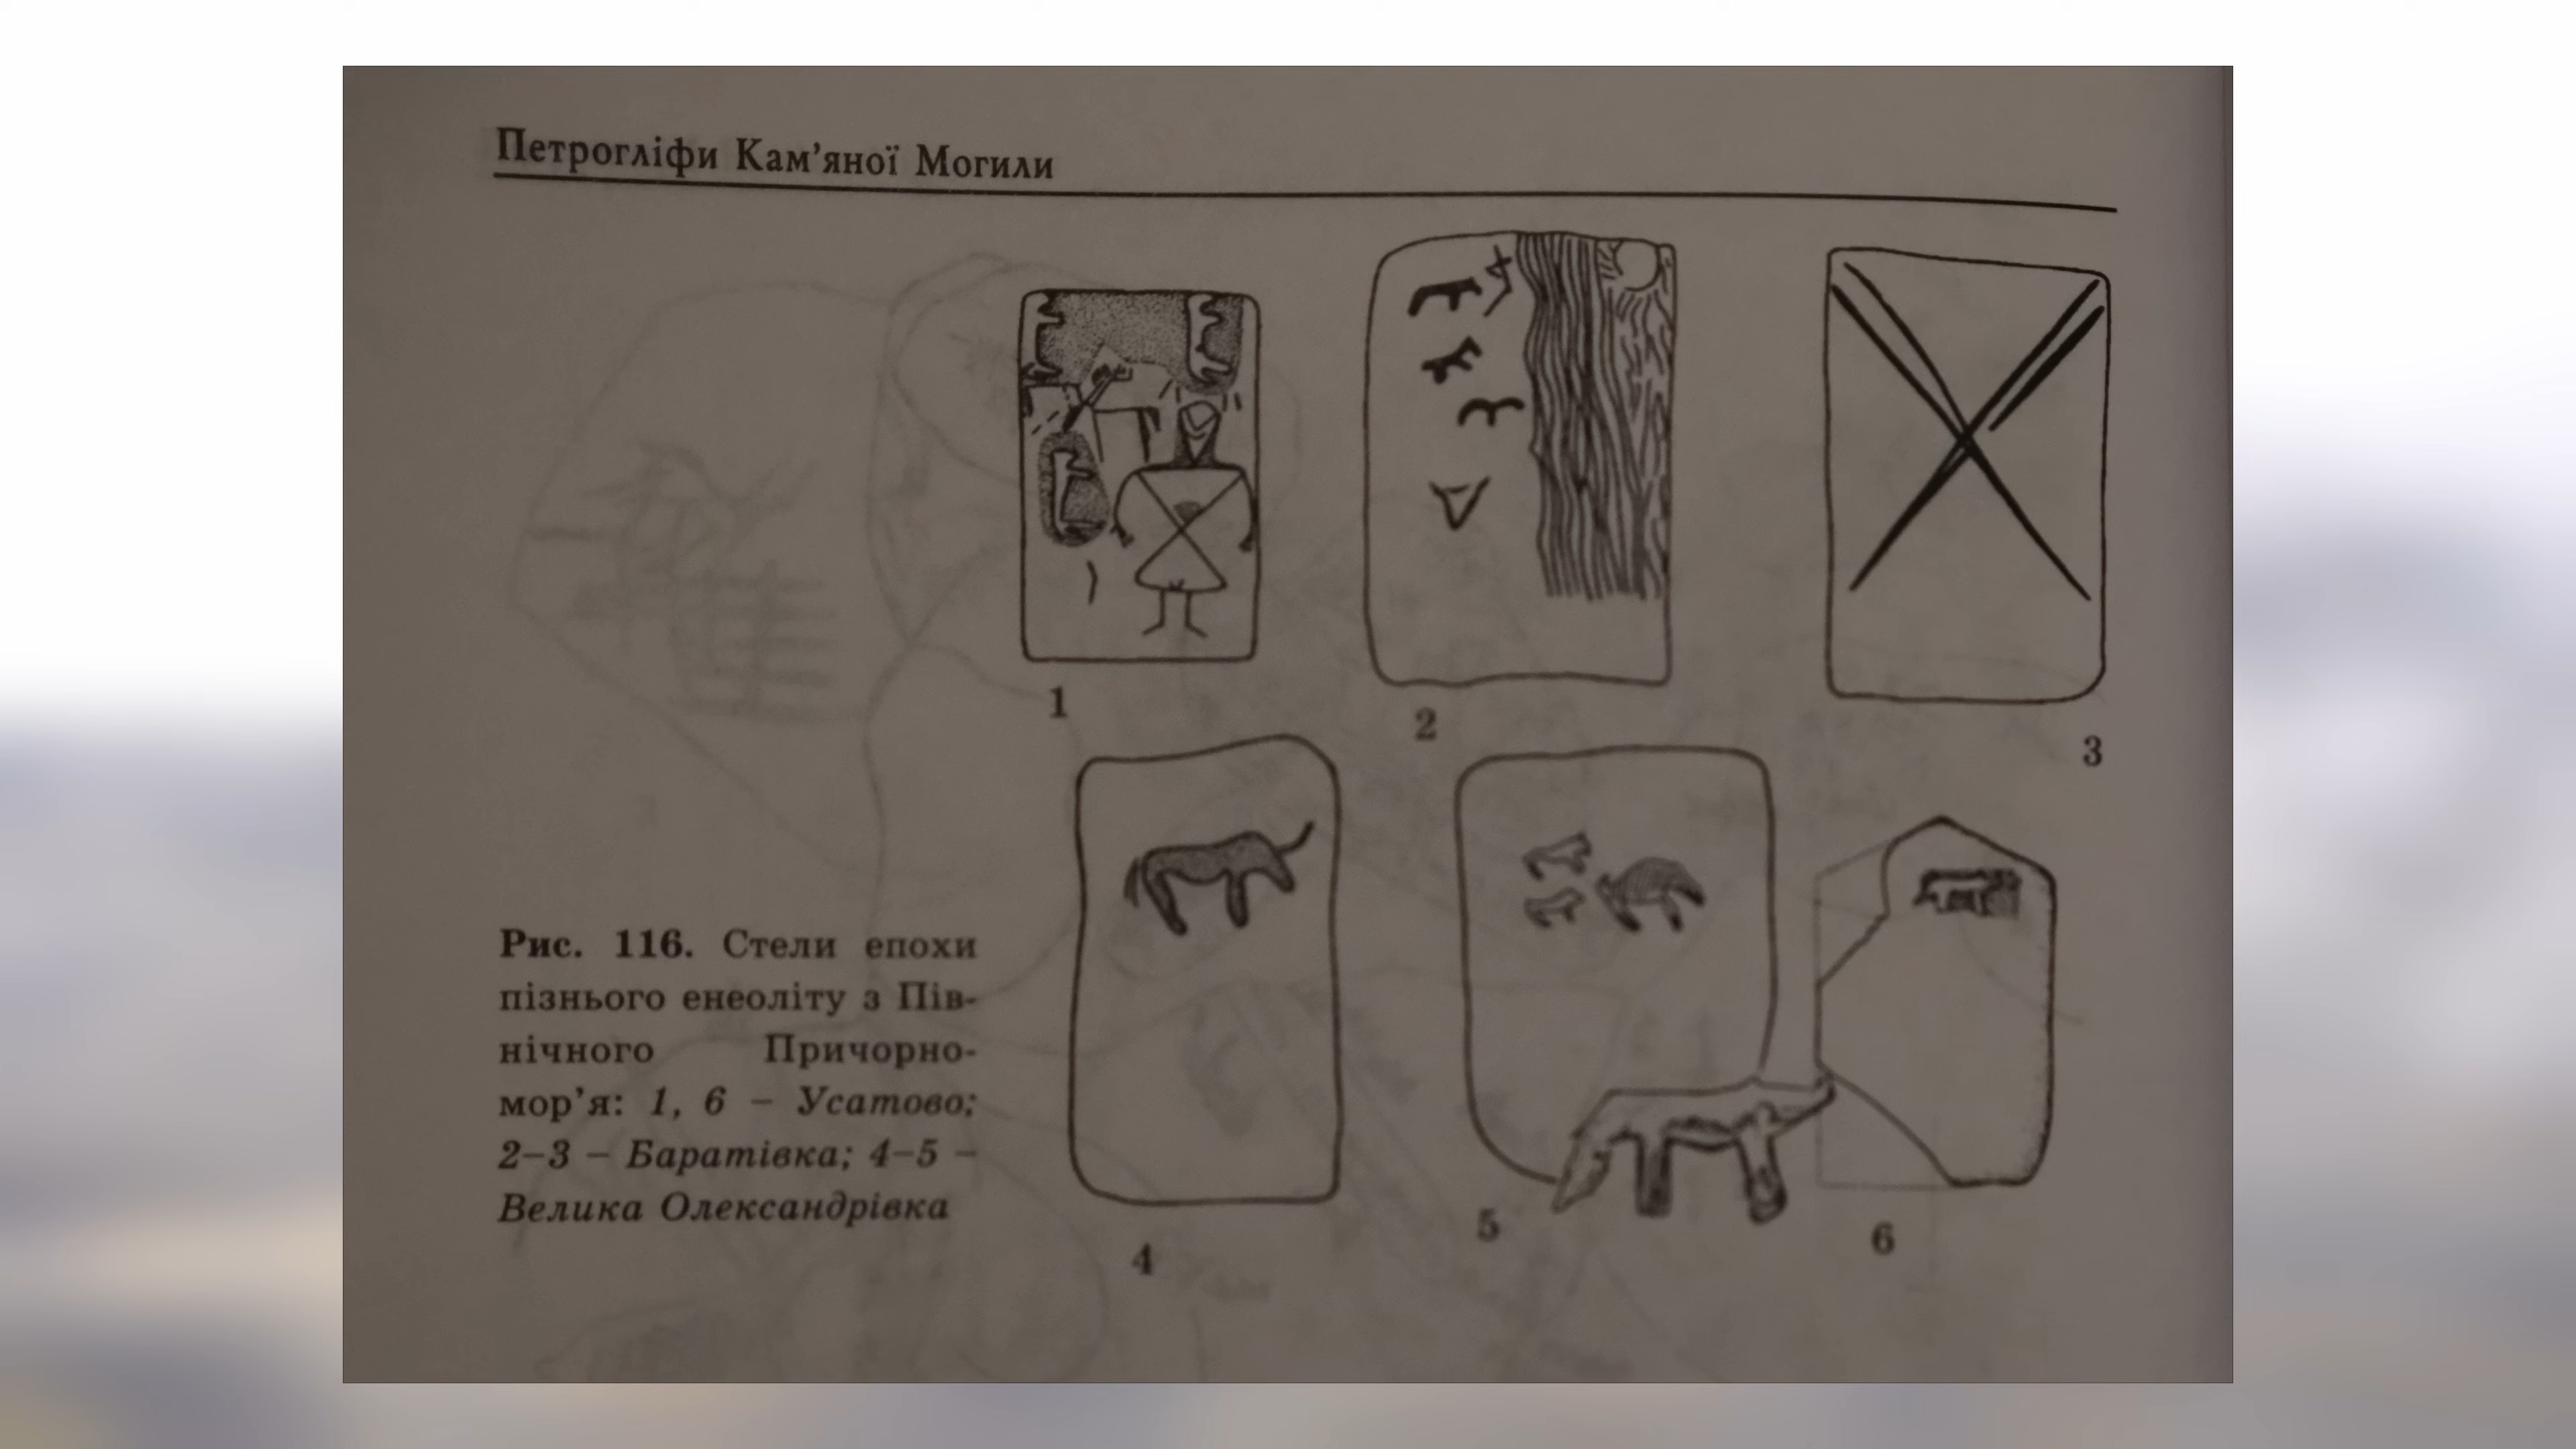 Петрогліфи Кам’яної Могили
1
2
3
4
5
6
Рис. 116. Стели епохи
пізнього енеоліту з Пів-
нічного Причорно-
мор’я: 1, 6 – Усатово;
2–3 – Баратівка; 4–5 –
Велика Олександрівка